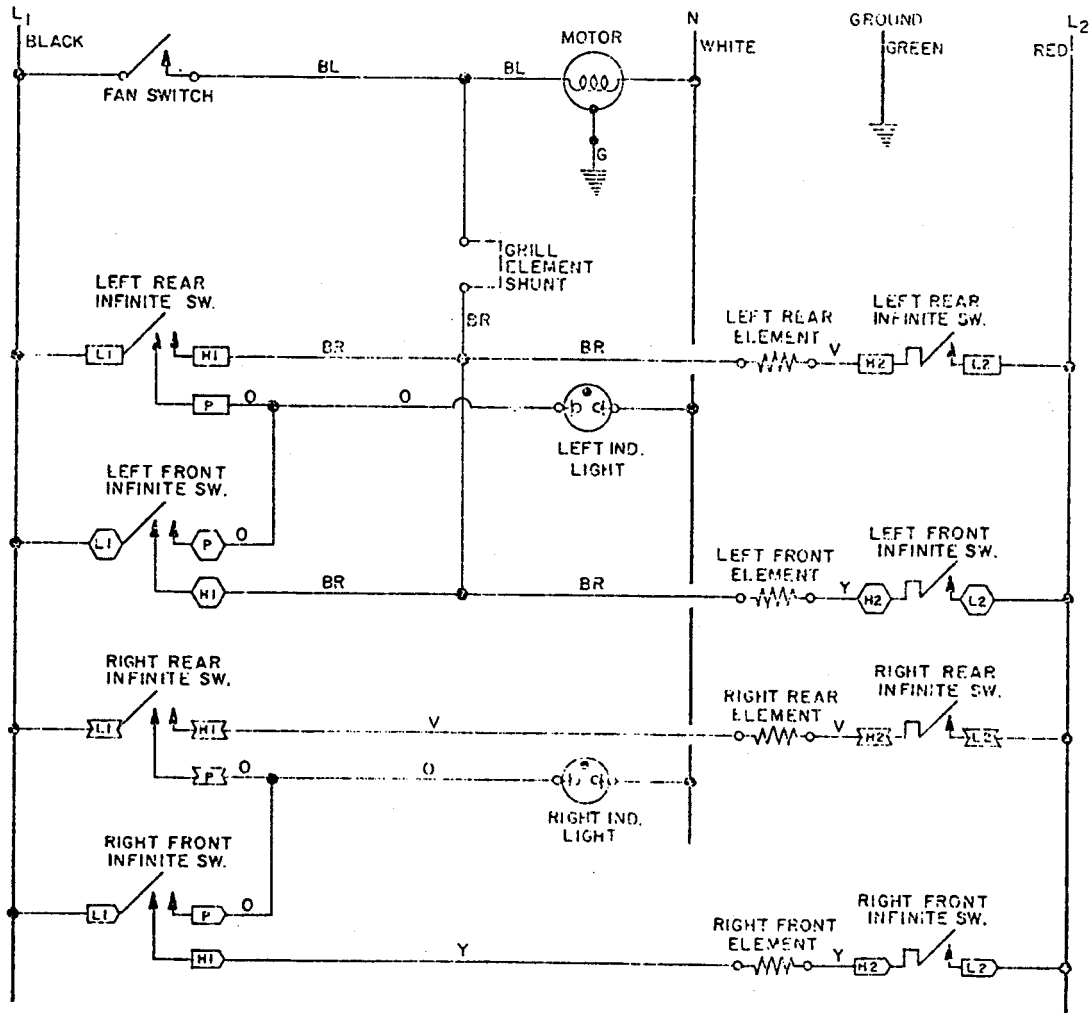 L1
BLACK
N
WHITE
GROUND
GREEN
L2
RED
MOTOR
BL
BL
FAN SWITCH
G
GRILL
ELEMENT
SHUNT
LEFT REAR
INFINITE SW.
L1
H1
BR
BR
BR
LEFT REAR
ELEMENT
V
H2
LEFT REAR
INFINITE SW.
L2
P
O
O
LEFT IND.
LIGHT
LEFT FRONT
INFINITE SW.
L1
P
O
H1
BR
BR
LEFT FRONT
ELEMENT
Y
H2
LEFT FRONT
INFINITE SW.
L2
RIGHT REAR
INFINITE SW.
L1
H1
V
RIGHT REAR
ELEMENT
V
H2
RIGHT REAR
INFINITE SW.
L2
P
O
O
RIGHT IND.
LIGHT
RIGHT FRONT
INFINITE SW.
L1
P
O
H1
Y
RIGHT FRONT
ELEMENT
Y
H2
RIGHT FRONT
INFINITE SW.
L2